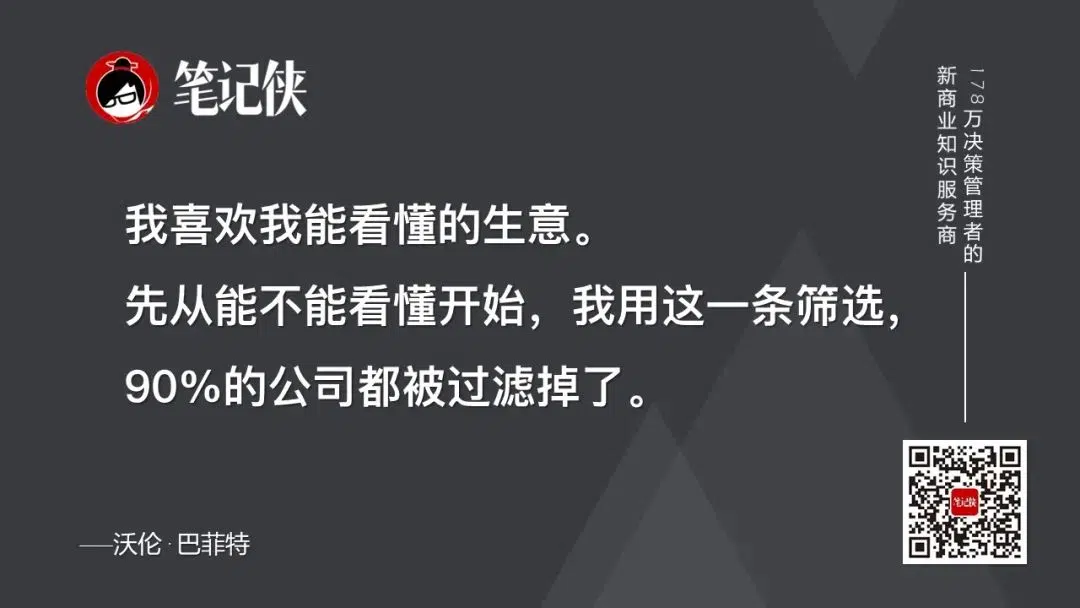 笔记侠
178万决策管理者的
新商业知识服务商
我喜欢我能看懂的生意。
先从能不能看懂开始，我用这一条筛选，
90%的公司都被过滤掉了。
——沃伦·巴菲特
笔记侠